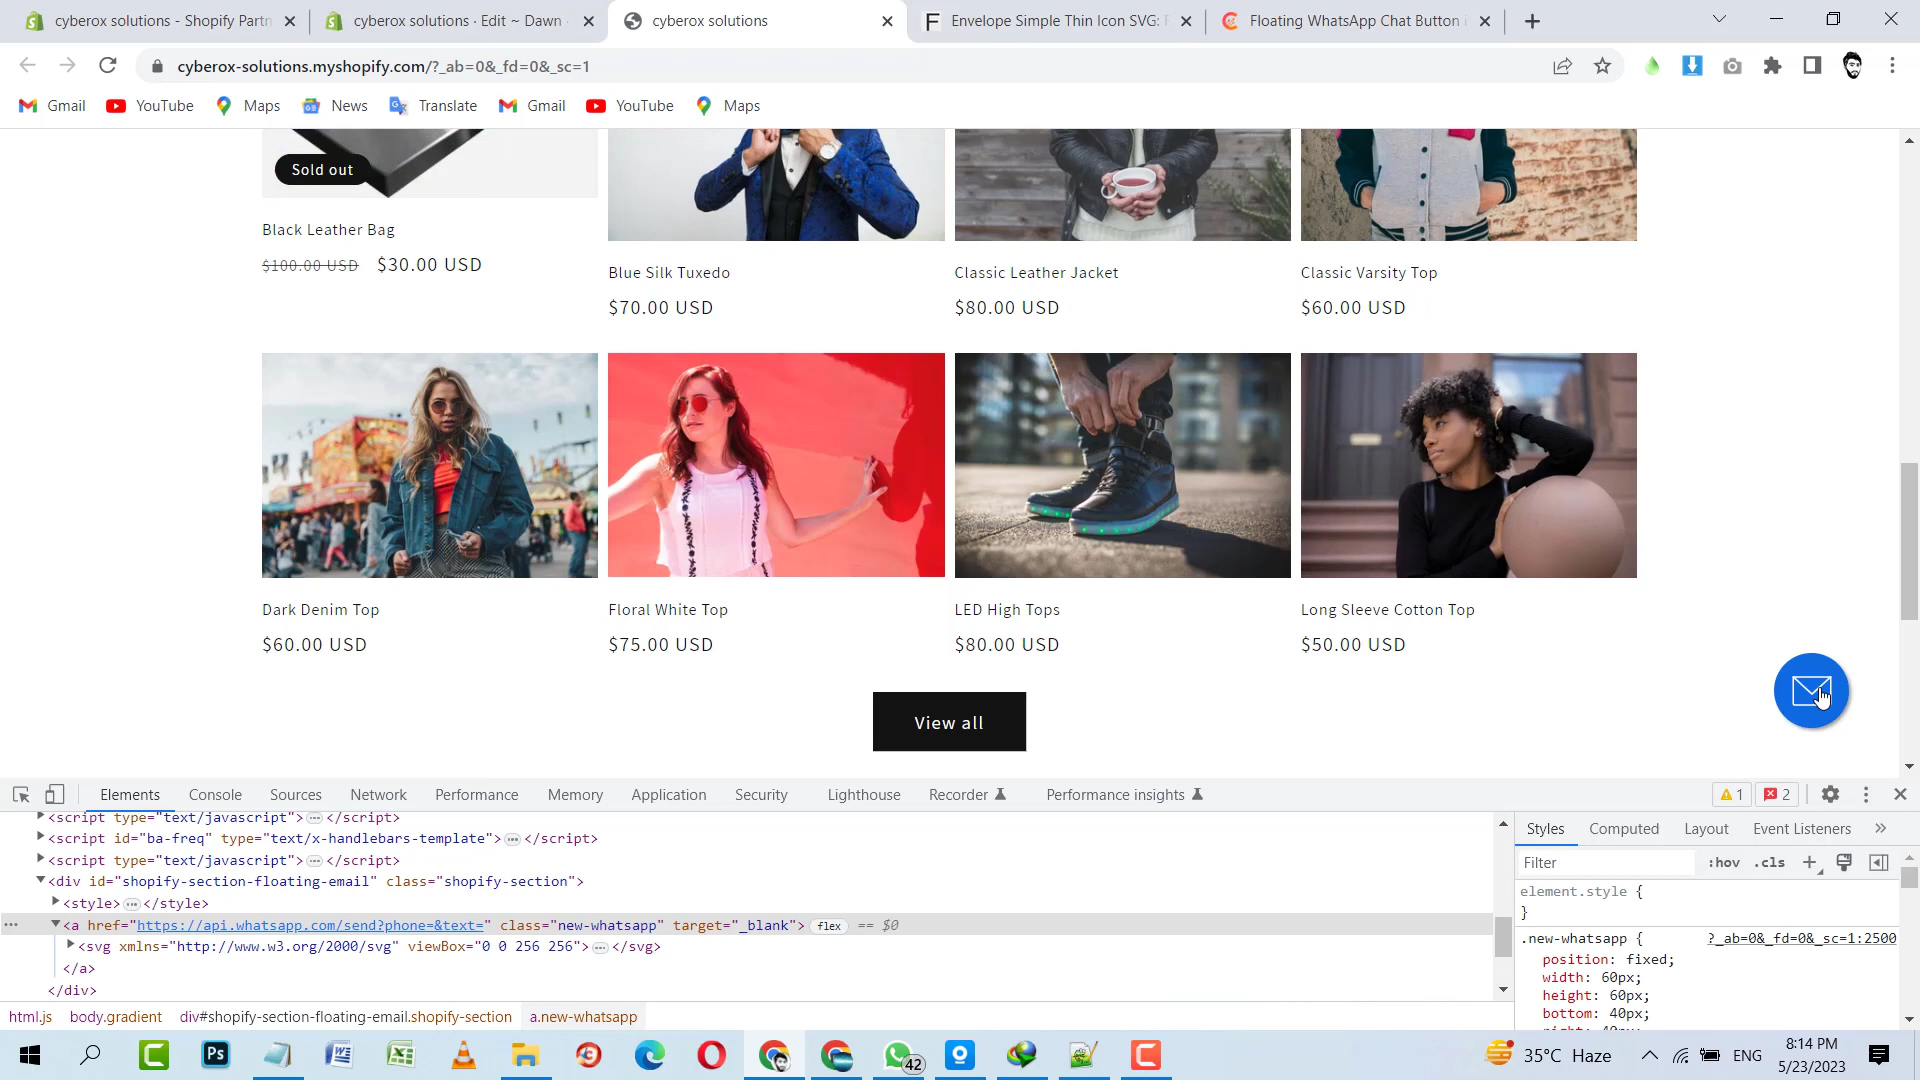 cyberox solutions - Shopify Partn
cyberox solutions · Edit ~ Dawn
cyberox solutions
Envelope Simple Thin Icon SVG: F
Floating WhatsApp Chat Button i
cyberox-solutions.myshopify.com/?_ab=0&_fd=0&_sc=1
Gmail YouTube Maps News Translate Gmail YouTube Maps
Sold out
Black Leather Bag
$100.00 USD $30.00 USD
Blue Silk Tuxedo
$70.00 USD
Classic Leather Jacket
$80.00 USD
Classic Varsity Top
$60.00 USD
Dark Denim Top
$60.00 USD
Floral White Top
$75.00 USD
LED High Tops
$80.00 USD
Long Sleeve Cotton Top
$50.00 USD
View all
Elements Console Sources Network Performance Memory Application Security Lighthouse Recorder Performance insights 1 2
<script type="text/javascript"> … </script>
<script id="ba-freq" type="text/x-handlebars-template"> … </script>
<script type="text/javascript"> … </script>
<div id="shopify-section-floating-email" class="shopify-section">
<style> … </style>
<a href="https://api.whatsapp.com/send?phone=&text=" class="new-whatsapp" target="_blank"> flex == $0
<svg xmlns="http://www.w3.org/2000/svg" viewBox="0 0 256 256"> … </svg>
</a>
</div>
html.js body.gradient div#shopify-section-floating-email.shopify-section a.new-whatsapp
Styles Computed Layout Event Listeners
Filter :hov .cls
element.style {
}
.new-whatsapp { ?_ab=0&_fd=0&_sc=1:2500
position: fixed;
width: 60px;
height: 60px;
bottom: 40px;
right: 40px;
Ps
42
35°C Haze
ENG
8:14 PM
5/23/2023